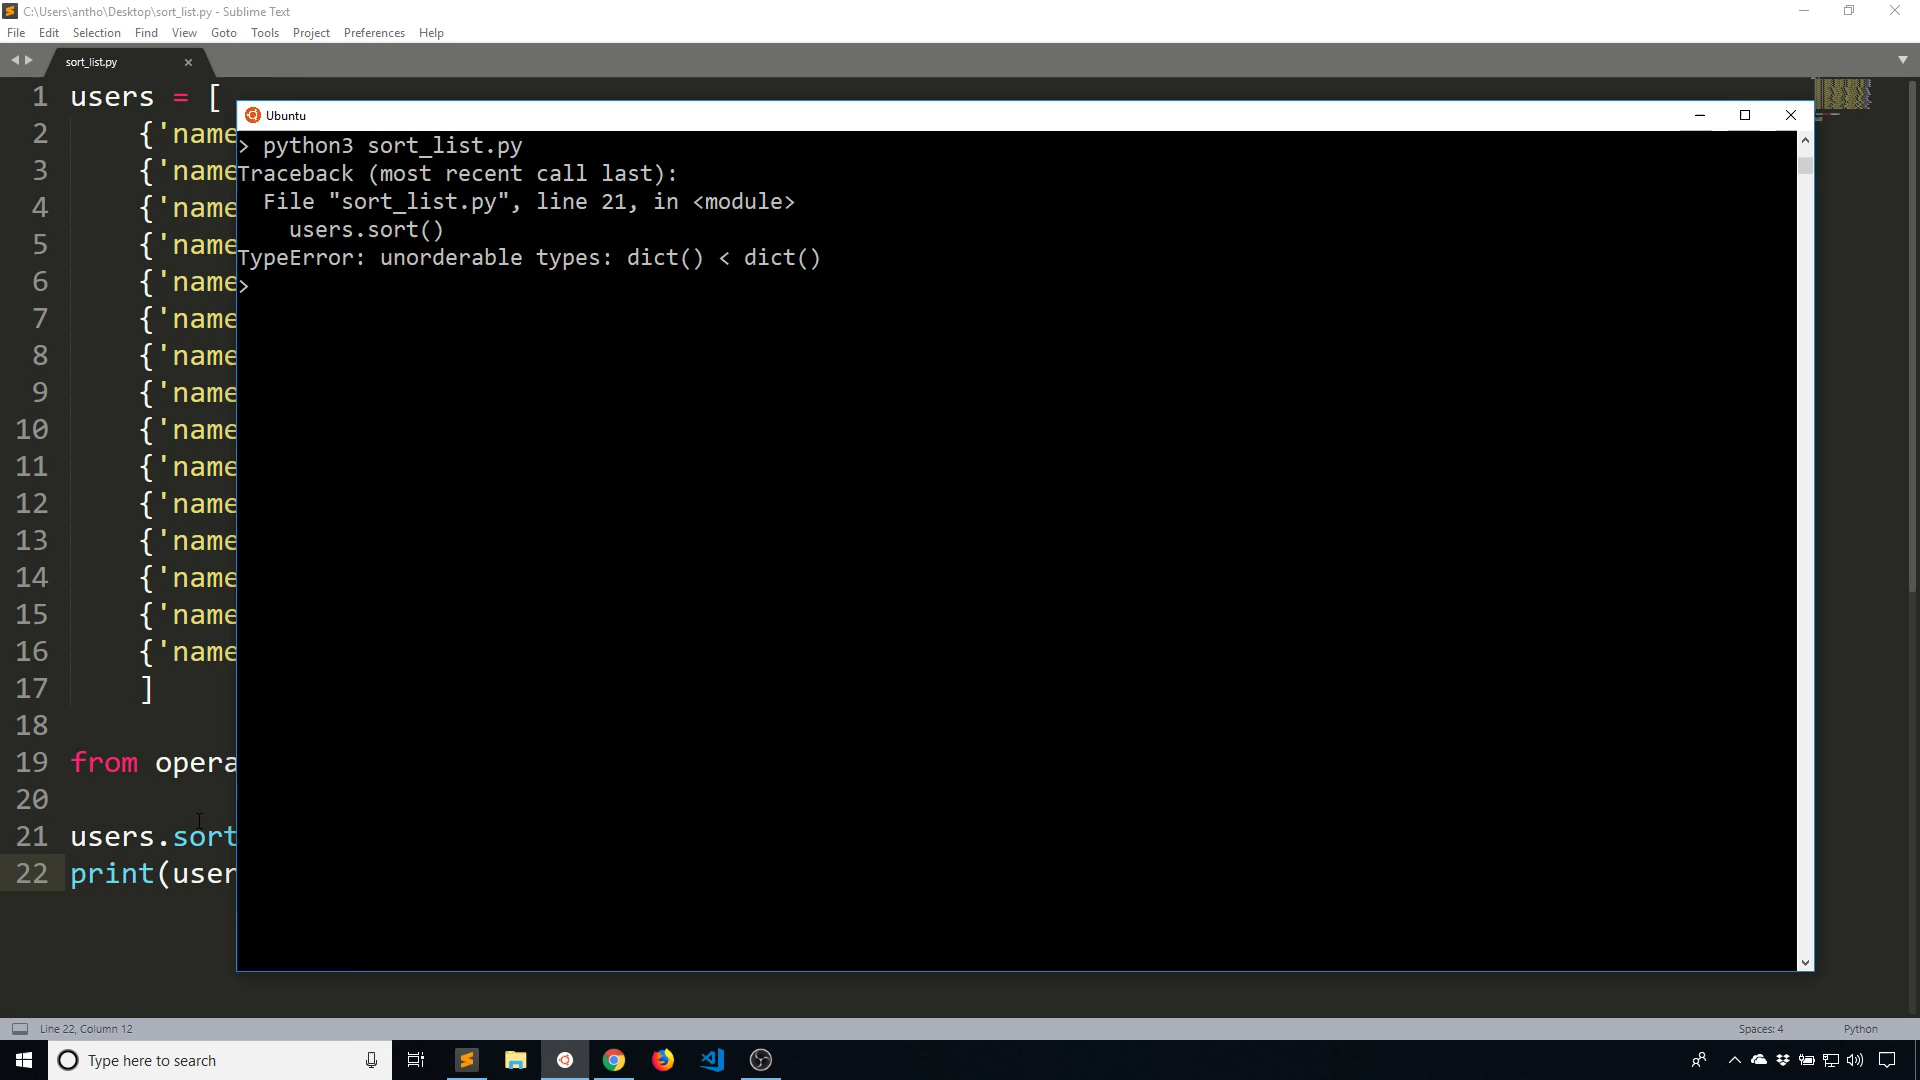 C:\Users\antho\Desktop\sort_list.py - Sublime Text
File Edit Selection Find View Goto Tools Project Preferences Help
sort_list.py
1 users = [
2 {'name
3 {'name
4 {'name
5 {'name
6 {'name
7 {'name
8 {'name
9 {'name
10 {'name
11 {'name
12 {'name
13 {'name
14 {'name
15 {'name
16 {'name
17 ]
18
19 from opera
20
21 users.sort
22 print(user
Ubuntu
> python3 sort_list.py
Traceback (most recent call last):
File "sort_list.py", line 21, in <module>
users.sort()
TypeError: unorderable types: dict() < dict()
>
Line 22, Column 12
Spaces: 4
Python
Type here to search